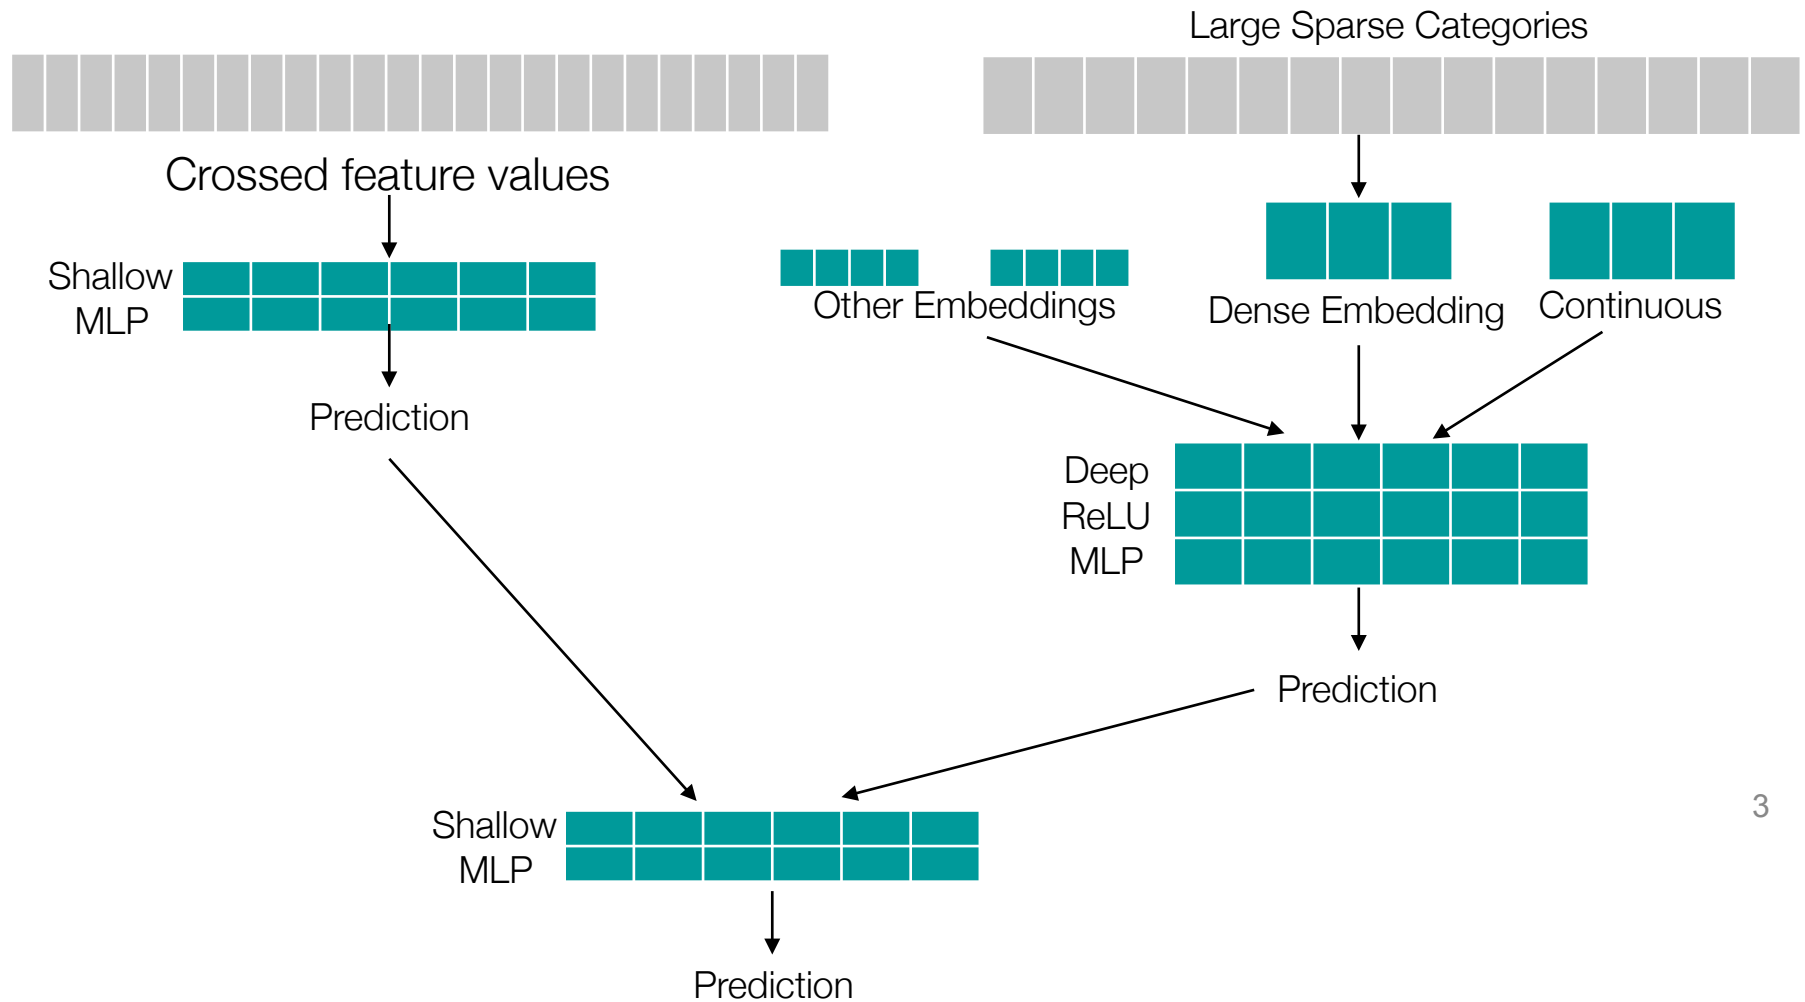 Large Sparse Categories
Crossed feature values
Shallow
MLP
Other Embeddings
Dense Embedding
Continuous
Prediction
Deep
ReLU
MLP
Prediction
3
Shallow
MLP
Prediction